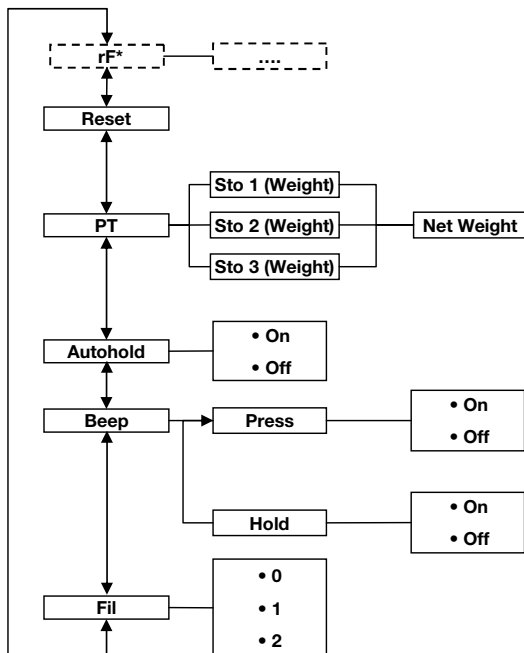 rF*
....
Reset
Sto 1 (Weight)
PT
Sto 2 (Weight)
Net Weight
Sto 3 (Weight)
Autohold
• On
• Off
Beep
Press
• On
• Off
Hold
• On
• Off
Fil
• 0
• 1
• 2